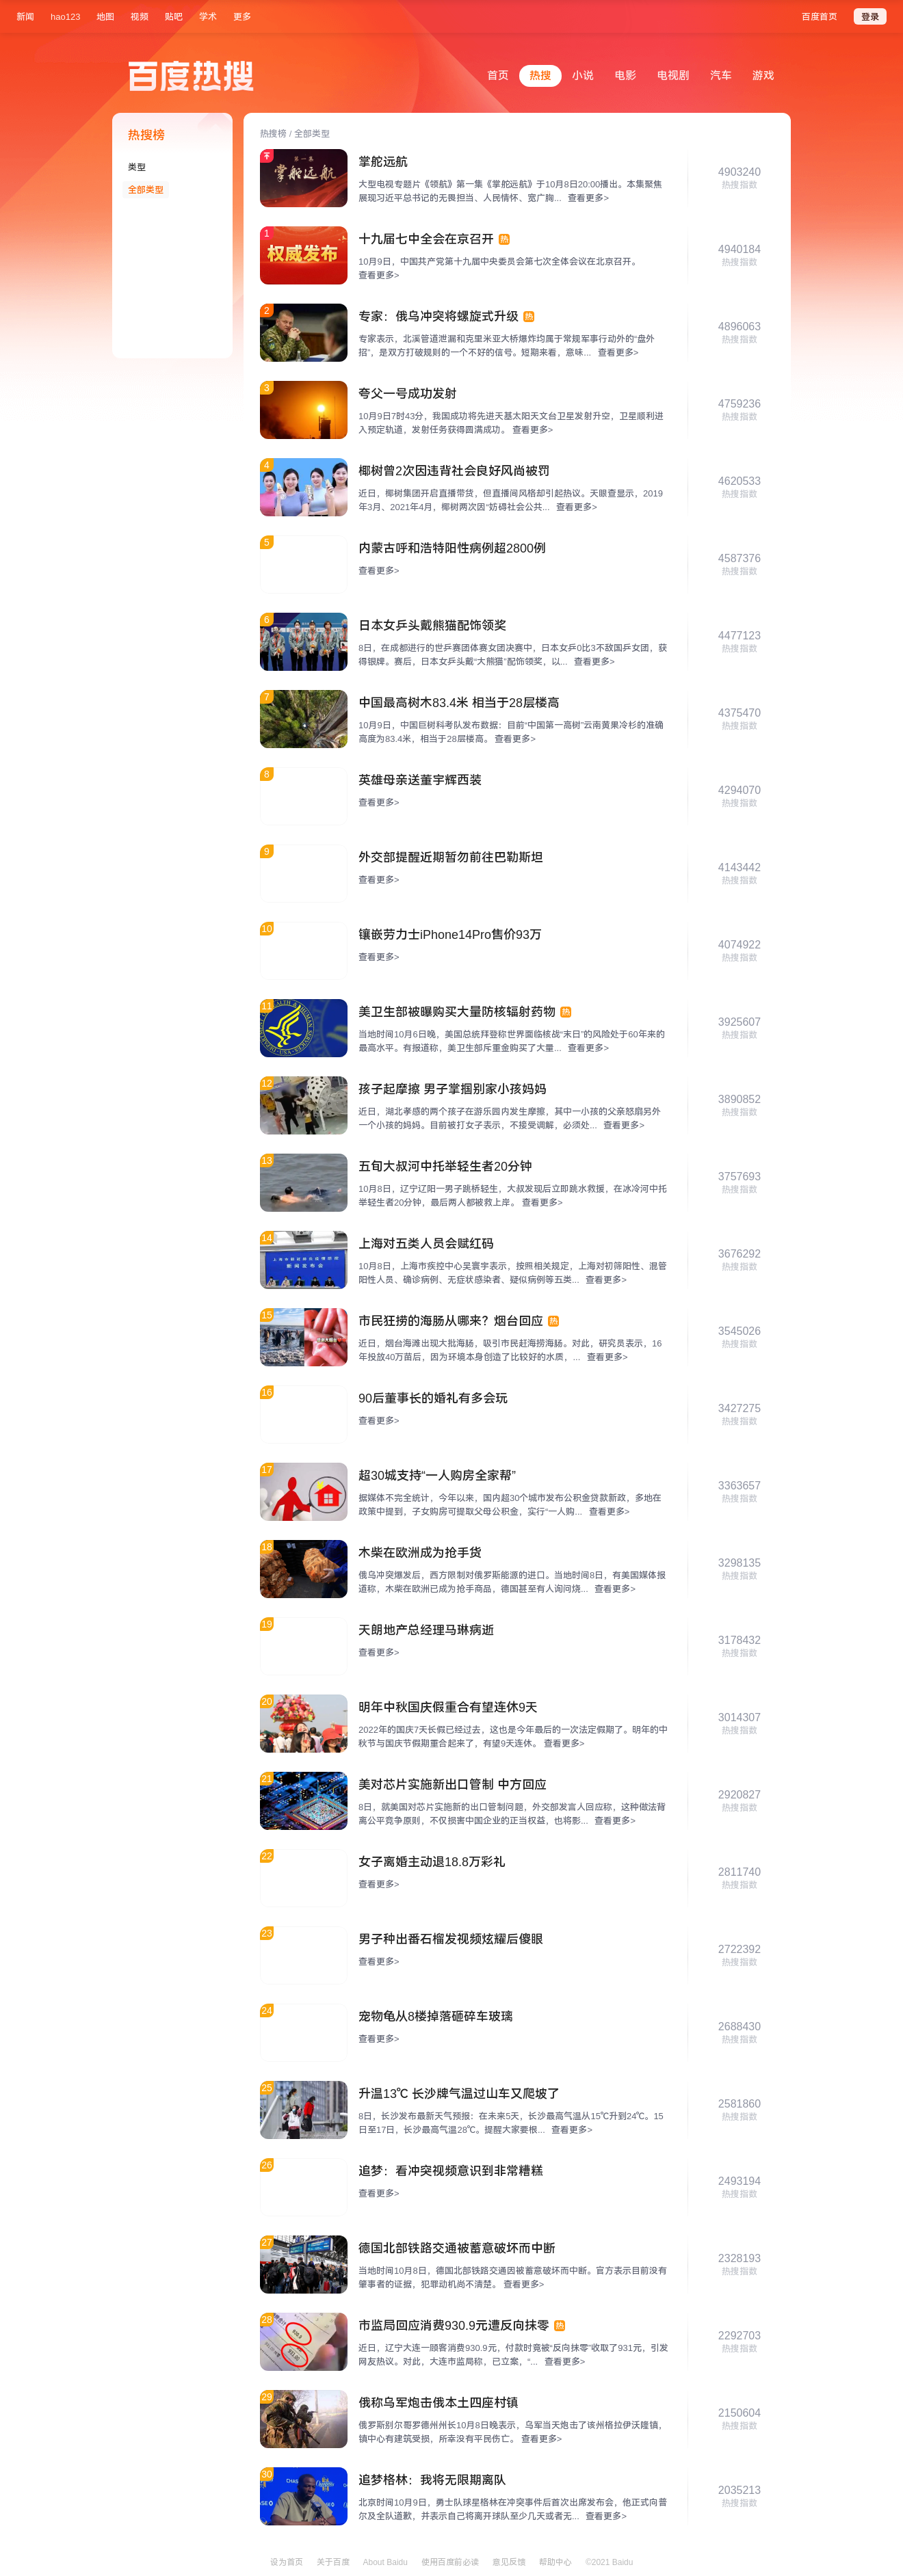 新闻 hao123 地图 视频 贴吧 学术 更多 百度首页 登录
百度热搜
首页 热搜 小说 电影 电视剧 汽车 游戏
热搜榜
类型
全部类型
热搜榜 / 全部类型
第一集
掌舵远航
掌舵远航
大型电视专题片《领航》第一集《掌舵远航》于10月8日20:00播出。本集聚焦
展现习近平总书记的无畏担当、人民情怀、宽广胸... 查看更多>
4903240
热搜指数
1
权威发布
十九届七中全会在京召开 热
10月9日，中国共产党第十九届中央委员会第七次全体会议在北京召开。
查看更多>
4940184
热搜指数
2
专家：俄乌冲突将螺旋式升级 热
专家表示，北溪管道泄漏和克里米亚大桥爆炸均属于常规军事行动外的“盘外
招”，是双方打破规则的一个不好的信号。短期来看，意味... 查看更多>
4896063
热搜指数
3
夸父一号成功发射
10月9日7时43分，我国成功将先进天基太阳天文台卫星发射升空，卫星顺利进
入预定轨道，发射任务获得圆满成功。 查看更多>
4759236
热搜指数
4
椰树曾2次因违背社会良好风尚被罚
近日，椰树集团开启直播带货，但直播间风格却引起热议。天眼查显示，2019
年3月、2021年4月，椰树两次因“妨碍社会公共... 查看更多>
4620533
热搜指数
5
内蒙古呼和浩特阳性病例超2800例
查看更多>
4587376
热搜指数
6
日本女乒头戴熊猫配饰领奖
8日，在成都进行的世乒赛团体赛女团决赛中，日本女乒0比3不敌国乒女团，获
得银牌。赛后，日本女乒头戴“大熊猫”配饰领奖，以... 查看更多>
4477123
热搜指数
7
中国最高树木83.4米 相当于28层楼高
10月9日，中国巨树科考队发布数据：目前“中国第一高树”云南黄果冷杉的准确
高度为83.4米，相当于28层楼高。 查看更多>
4375470
热搜指数
8
英雄母亲送董宇辉西装
查看更多>
4294070
热搜指数
9
外交部提醒近期暂勿前往巴勒斯坦
查看更多>
4143442
热搜指数
10
镶嵌劳力士iPhone14Pro售价93万
查看更多>
4074922
热搜指数
11
美卫生部被曝购买大量防核辐射药物 热
当地时间10月6日晚，美国总统拜登称世界面临核战“末日”的风险处于60年来的
最高水平。有报道称，美卫生部斥重金购买了大量... 查看更多>
3925607
热搜指数
12
孩子起摩擦 男子掌掴别家小孩妈妈
近日，湖北孝感的两个孩子在游乐园内发生摩擦，其中一小孩的父亲怒扇另外
一个小孩的妈妈。目前被打女子表示，不接受调解，必须处... 查看更多>
3890852
热搜指数
13
五旬大叔河中托举轻生者20分钟
10月8日，辽宁辽阳一男子跳桥轻生，大叔发现后立即跳水救援，在冰冷河中托
举轻生者20分钟，最后两人都被救上岸。 查看更多>
3757693
热搜指数
14
上海对五类人员会赋红码
10月8日，上海市疾控中心吴寰宇表示，按照相关规定，上海对初筛阳性、混管
阳性人员、确诊病例、无症状感染者、疑似病例等五类... 查看更多>
3676292
热搜指数
15
市民狂捞的海肠从哪来？烟台回应 热
近日，烟台海滩出现大批海肠，吸引市民赶海捞海肠。对此，研究员表示，16
年投放40万苗后，因为环境本身创造了比较好的水质，... 查看更多>
3545026
热搜指数
16
90后董事长的婚礼有多会玩
查看更多>
3427275
热搜指数
17
超30城支持“一人购房全家帮”
据媒体不完全统计，今年以来，国内超30个城市发布公积金贷款新政，多地在
政策中提到，子女购房可提取父母公积金，实行“一人购... 查看更多>
3363657
热搜指数
18
木柴在欧洲成为抢手货
俄乌冲突爆发后，西方限制对俄罗斯能源的进口。当地时间8日，有美国媒体报
道称，木柴在欧洲已成为抢手商品，德国甚至有人询问烧... 查看更多>
3298135
热搜指数
19
天朗地产总经理马琳病逝
查看更多>
3178432
热搜指数
20
明年中秋国庆假重合有望连休9天
2022年的国庆7天长假已经过去，这也是今年最后的一次法定假期了。明年的中
秋节与国庆节假期重合起来了，有望9天连休。 查看更多>
3014307
热搜指数
21
美对芯片实施新出口管制 中方回应
8日，就美国对芯片实施新的出口管制问题，外交部发言人回应称，这种做法背
离公平竞争原则，不仅损害中国企业的正当权益，也将影... 查看更多>
2920827
热搜指数
22
女子离婚主动退18.8万彩礼
查看更多>
2811740
热搜指数
23
男子种出番石榴发视频炫耀后傻眼
查看更多>
2722392
热搜指数
24
宠物龟从8楼掉落砸碎车玻璃
查看更多>
2688430
热搜指数
25
升温13℃ 长沙牌气温过山车又爬坡了
8日，长沙发布最新天气预报：在未来5天，长沙最高气温从15℃升到24℃。15
日至17日，长沙最高气温28℃。提醒大家要根... 查看更多>
2581860
热搜指数
26
追梦：看冲突视频意识到非常糟糕
查看更多>
2493194
热搜指数
27
德国北部铁路交通被蓄意破坏而中断
当地时间10月8日，德国北部铁路交通因被蓄意破坏而中断。官方表示目前没有
肇事者的证据，犯罪动机尚不清楚。 查看更多>
2328193
热搜指数
28
市监局回应消费930.9元遭反向抹零 热
近日，辽宁大连一顾客消费930.9元，付款时竟被“反向抹零”收取了931元，引发
网友热议。对此，大连市监局称，已立案，“... 查看更多>
2292703
热搜指数
29
俄称乌军炮击俄本土四座村镇
俄罗斯别尔哥罗德州州长10月8日晚表示，乌军当天炮击了该州格拉伊沃隆镇，
镇中心有建筑受损，所幸没有平民伤亡。 查看更多>
2150604
热搜指数
30
追梦格林：我将无限期离队
北京时间10月9日，勇士队球星格林在冲突事件后首次出席发布会，他正式向普
尔及全队道歉，并表示自己将离开球队至少几天或者无... 查看更多>
2035213
热搜指数
设为首页 关于百度 About Baidu 使用百度前必读 意见反馈 帮助中心 ©2021 Baidu